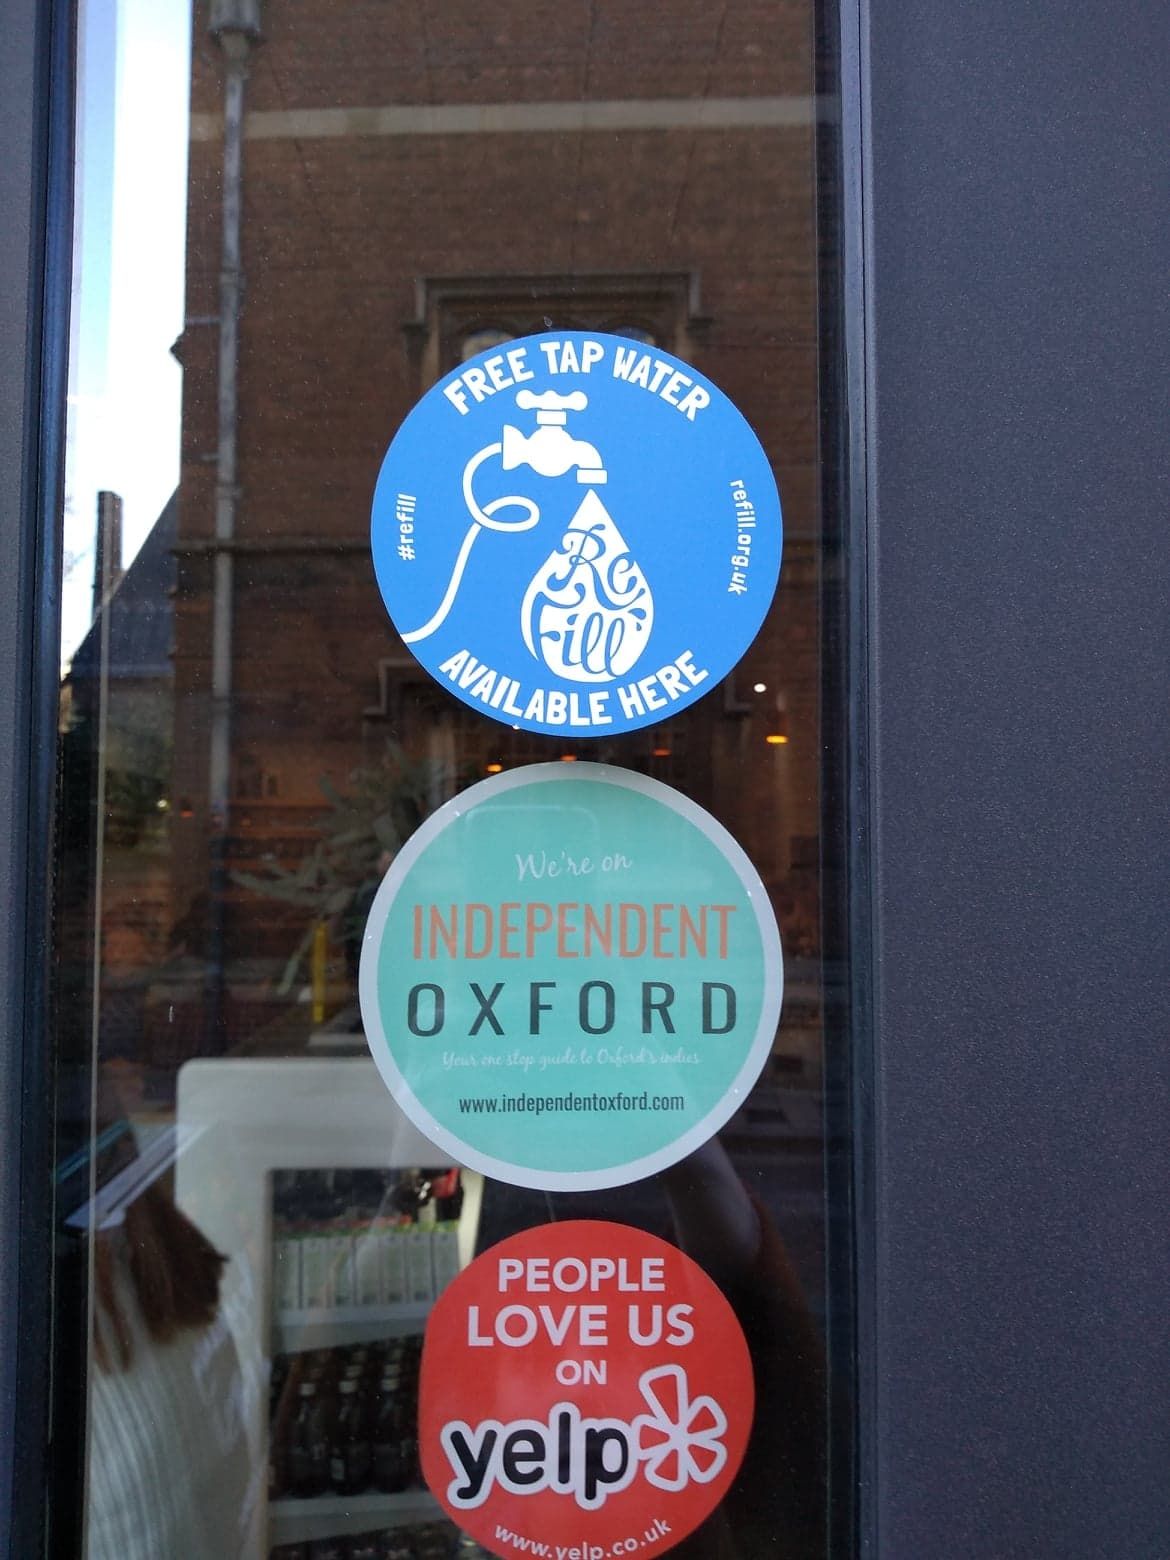 FREE TAP WATER
#refill
refill.org.uk
Re
fill
AVAILABLE HERE
We're on
INDEPENDENT
OXFORD
Your one stop guide to Oxford's indies
www.independentoxford.com
PEOPLE
LOVE US
ON
yelp
www.yelp.co.uk